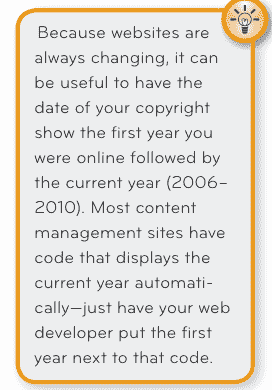 Because websites are
always changing, it can
be useful to have the
date of your copyright
show the first year you
were online followed by
the current year (2006–
2010). Most content
management sites have
code that displays the
current year automati-
cally—just have your web
developer put the first
year next to that code.